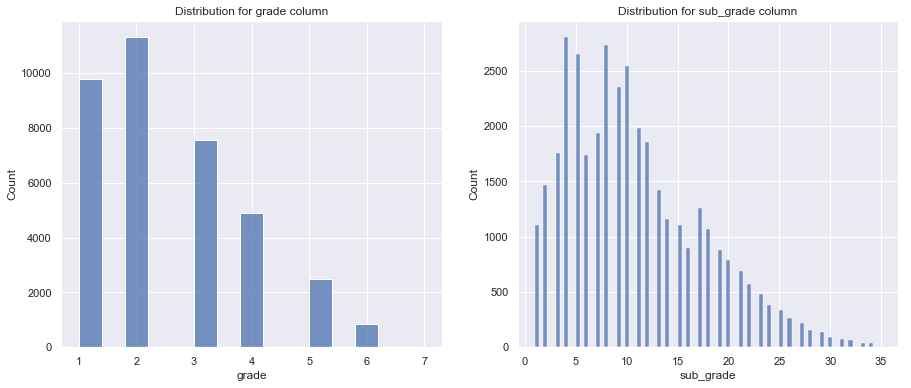 Distribution for grade column
Count
10000
8000
6000
4000
2000
0
1 2 3 4 5 6 7
grade
Distribution for sub_grade column
Count
2500
2000
1500
1000
500
0
0 5 10 15 20 25 30 35
sub_grade